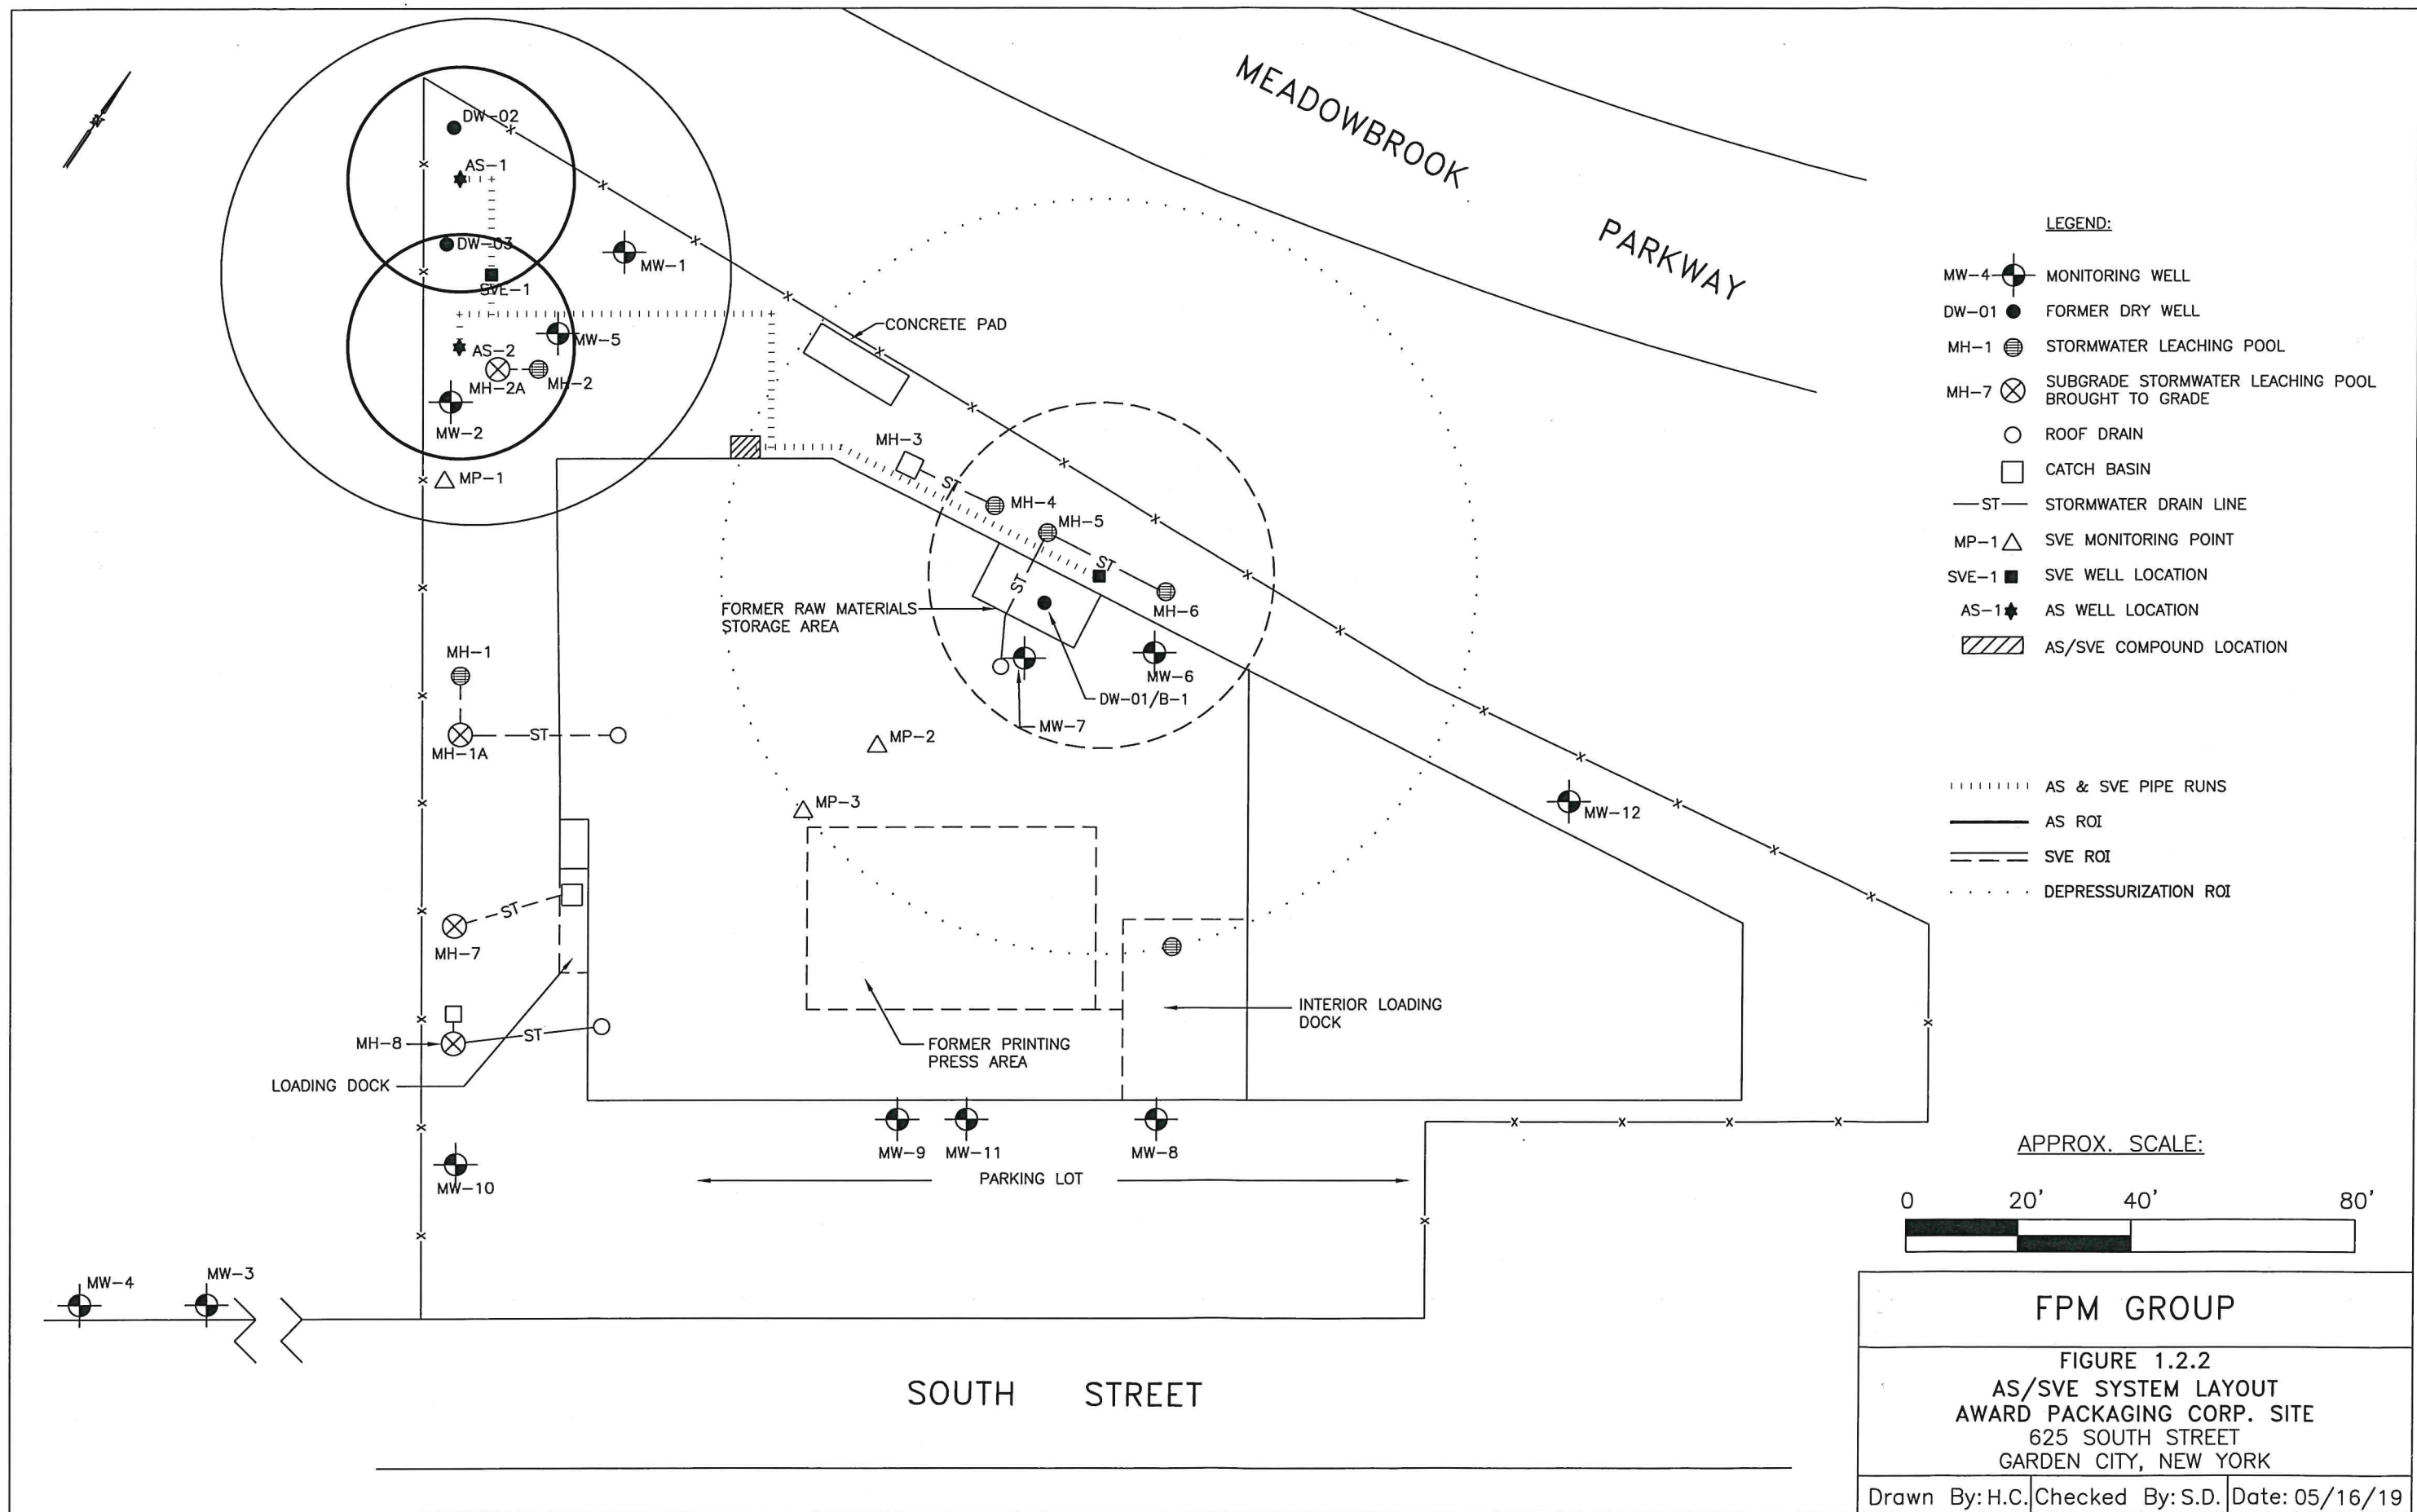 MEADOWBROOK
PARKWAY
DW-02
AS-1
DW-03
SVE-1
MW-1
MW-5
AS-2
MH-2A
MH-2
MW-2
MP-1
CONCRETE PAD
MH-3
ST
MH-4
MH-5
ST
ST
MH-6
FORMER RAW MATERIALS
STORAGE AREA
MW-6
DW-01/B-1
MW-7
MH-1
ST
MH-1A
MP-2
MP-3
MW-12
ST
MH-7
MH-8
ST
LOADING DOCK
FORMER PRINTING
PRESS AREA
INTERIOR LOADING
DOCK
MW-9
MW-11
MW-8
PARKING LOT
MW-10
MW-4
MW-3
SOUTH STREET
LEGEND:
MW-4 MONITORING WELL
DW-01 FORMER DRY WELL
MH-1 STORMWATER LEACHING POOL
MH-7 SUBGRADE STORMWATER LEACHING POOL
BROUGHT TO GRADE
ROOF DRAIN
CATCH BASIN
ST STORMWATER DRAIN LINE
MP-1 SVE MONITORING POINT
SVE-1 SVE WELL LOCATION
AS-1 AS WELL LOCATION
AS/SVE COMPOUND LOCATION
AS & SVE PIPE RUNS
AS ROI
SVE ROI
DEPRESSURIZATION ROI
APPROX. SCALE:
0 20' 40' 80'
FPM GROUP
FIGURE 1.2.2
AS/SVE SYSTEM LAYOUT
AWARD PACKAGING CORP. SITE
625 SOUTH STREET
GARDEN CITY, NEW YORK
Drawn By: H.C. Checked By: S.D. Date: 05/16/19